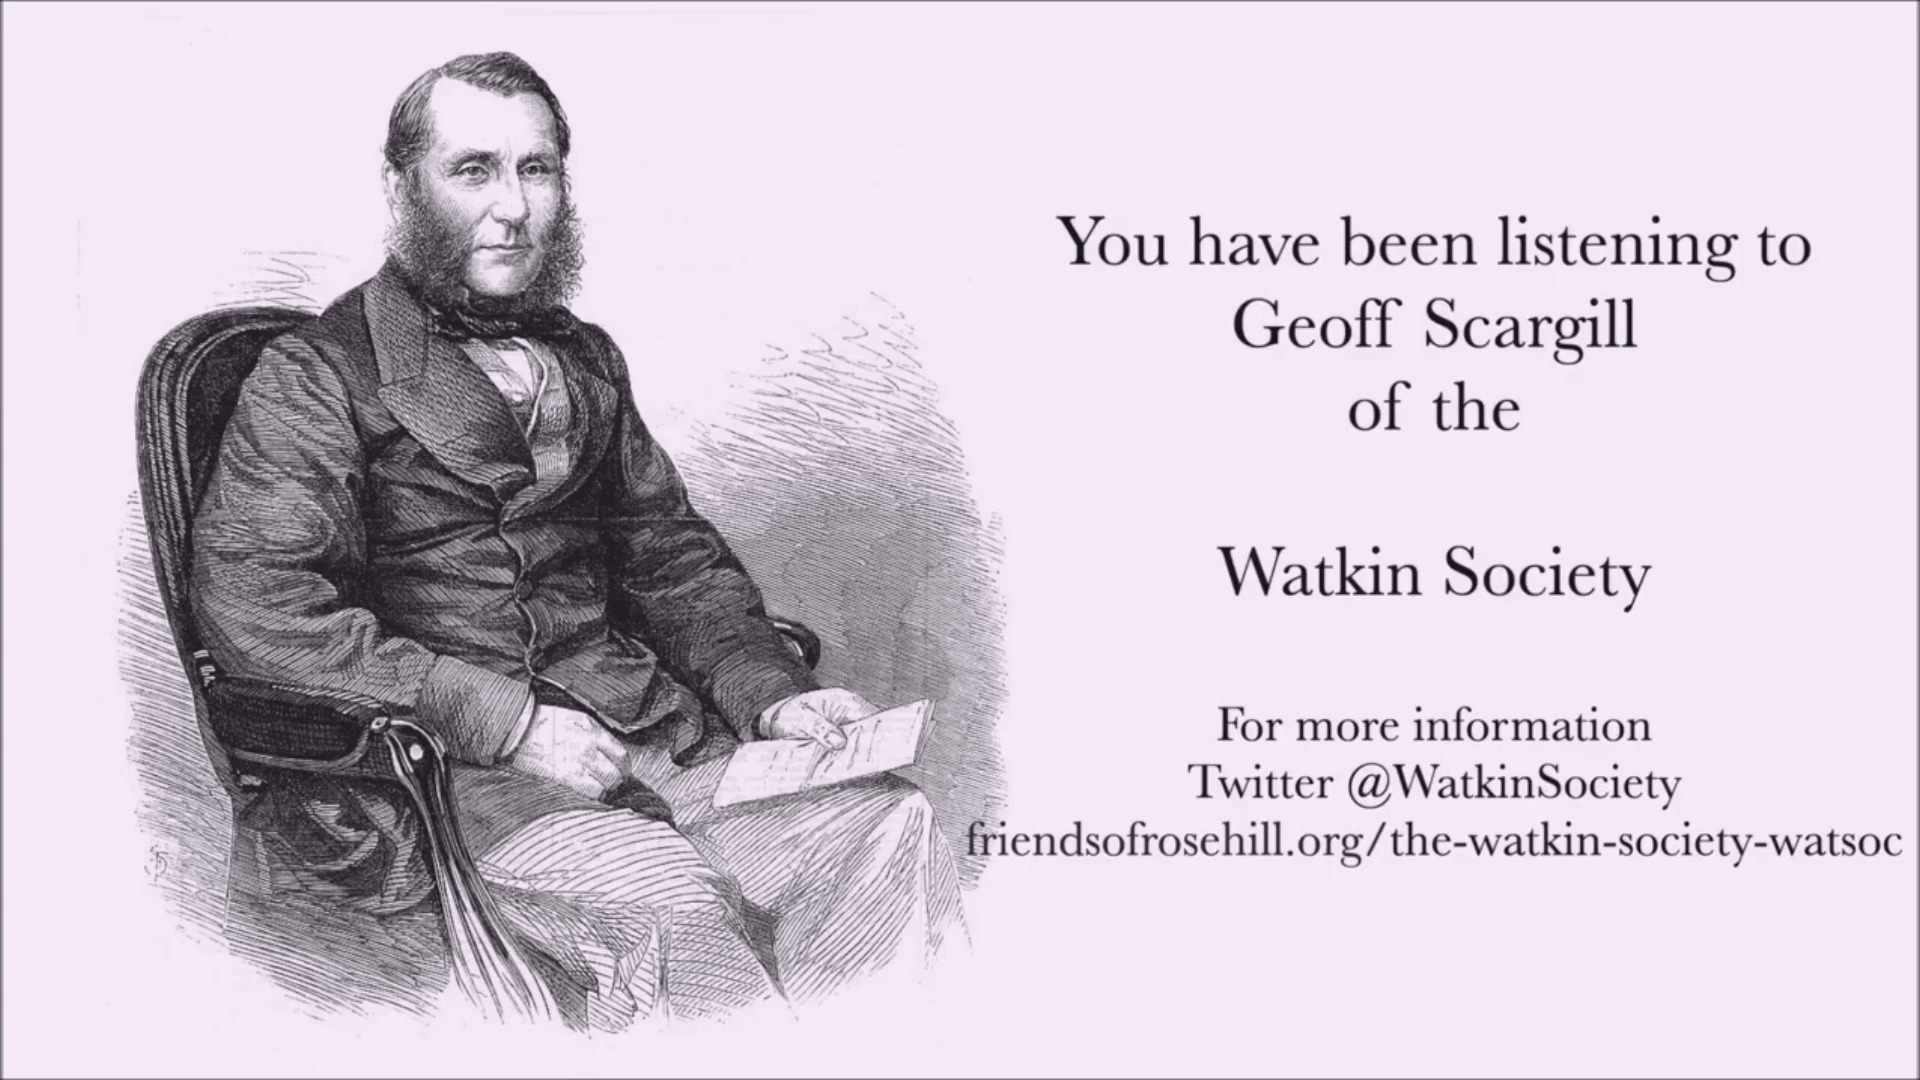 You have been listening to
Geoff Scargill
of the
Watkin Society
For more information
Twitter @WatkinSociety
friendsofrosehill.org/the-watkin-society-watsoc